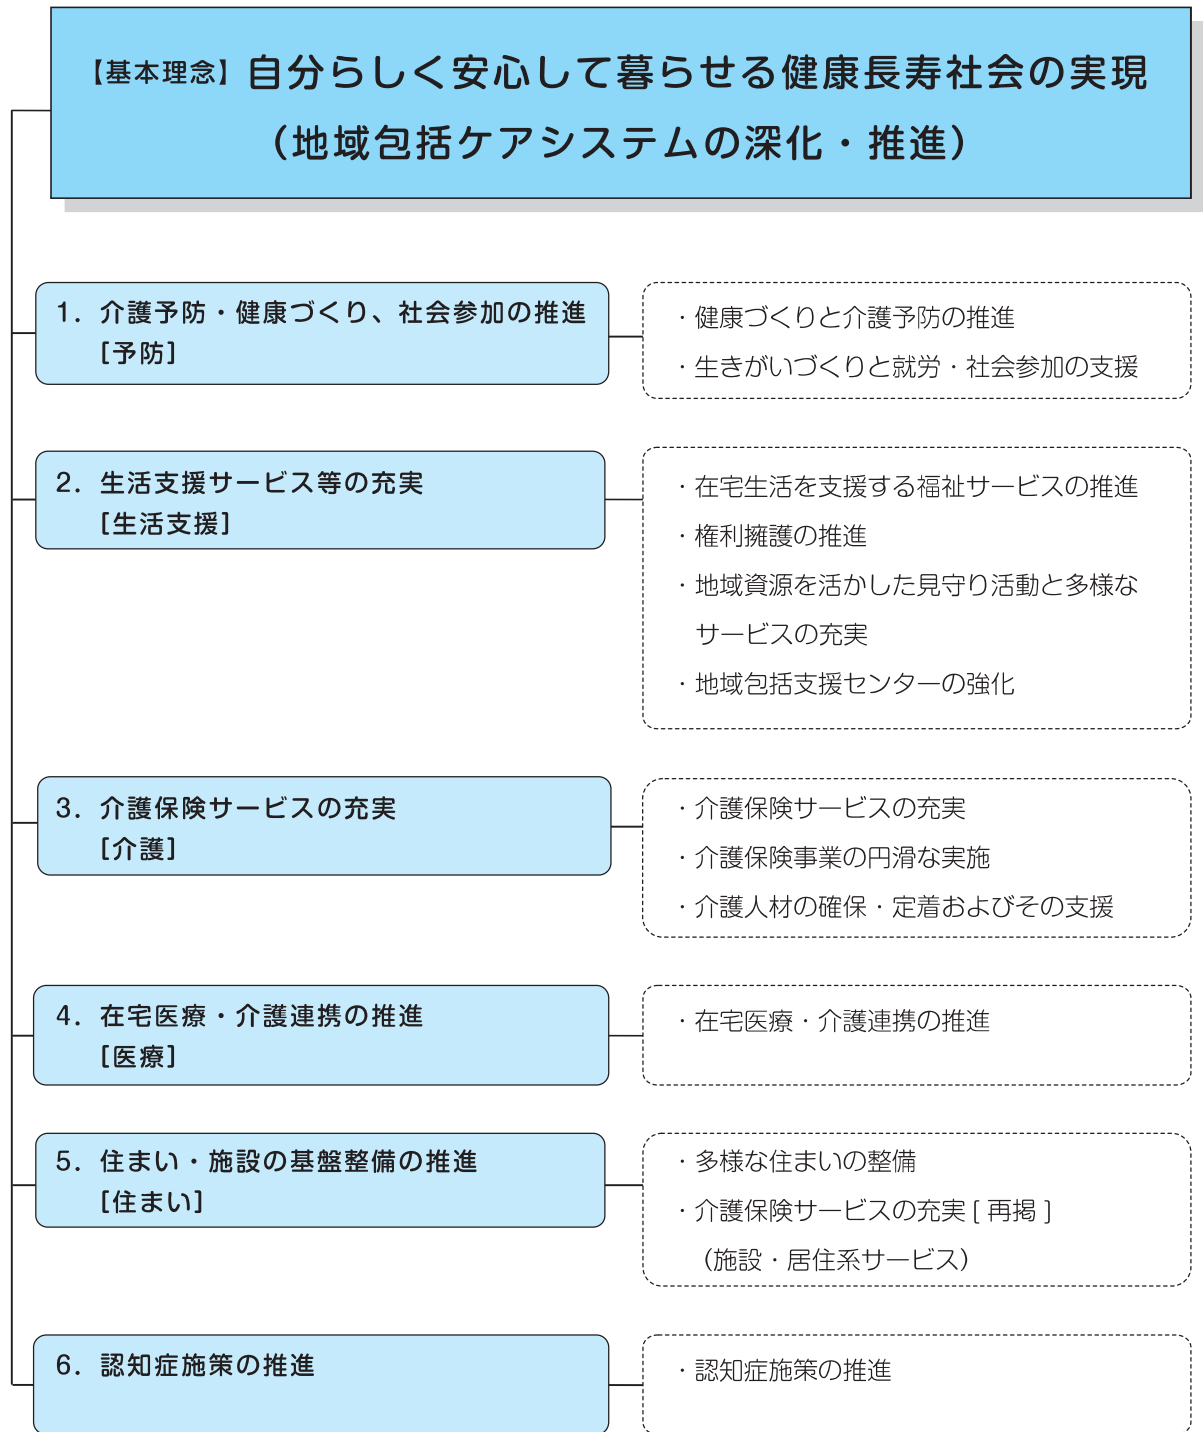 【基本理念】自分らしく安心して暮らせる健康長寿社会の実現
（地域包括ケアシステムの深化・推進）
1．介護予防・健康づくり、社会参加の推進
［予防］
・健康づくりと介護予防の推進
・生きがいづくりと就労・社会参加の支援
2．生活支援サービス等の充実
［生活支援］
・在宅生活を支援する福祉サービスの推進
・権利擁護の推進
・地域資源を活かした見守り活動と多様な
サービスの充実
・地域包括支援センターの強化
3．介護保険サービスの充実
［介護］
・介護保険サービスの充実
・介護保険事業の円滑な実施
・介護人材の確保・定着およびその支援
4．在宅医療・介護連携の推進
［医療］
・在宅医療・介護連携の推進
5．住まい・施設の基盤整備の推進
［住まい］
・多様な住まいの整備
・介護保険サービスの充実 [ 再掲 ]
（施設・居住系サービス）
6．認知症施策の推進
・認知症施策の推進